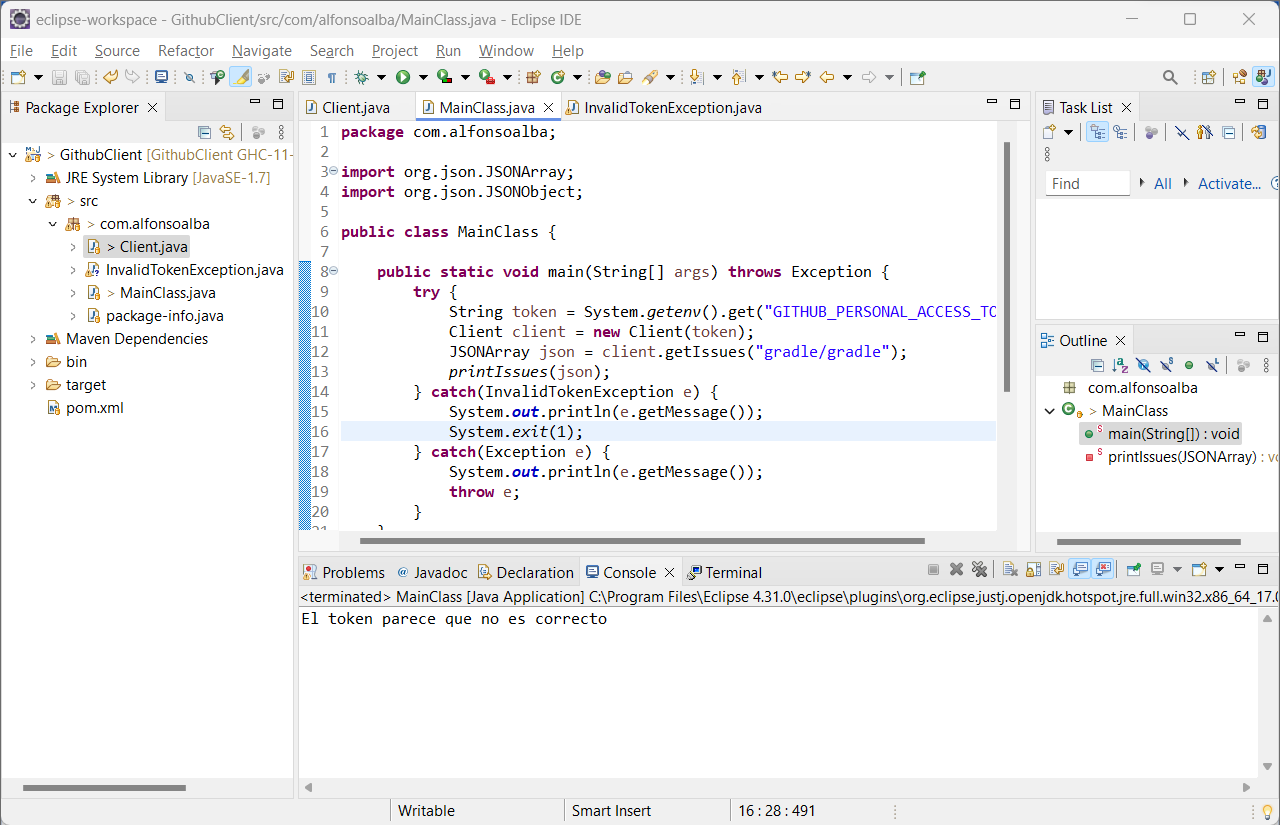 eclipse-workspace - GithubClient/src/com/alfonsoalba/MainClass.java - Eclipse IDE
File Edit Source Refactor Navigate Search Project Run Window Help
Package Explorer
> GithubClient [GithubClient GHC-11-
JRE System Library [JavaSE-1.7]
> src
> com.alfonsoalba
> Client.java
InvalidTokenException.java
> MainClass.java
package-info.java
Maven Dependencies
bin
target
pom.xml
Client.java MainClass.java InvalidTokenException.java
1 package com.alfonsoalba;
2
3 import org.json.JSONArray;
4 import org.json.JSONObject;
5
6 public class MainClass {
7
8 public static void main(String[] args) throws Exception {
9 try {
10 String token = System.getenv().get("GITHUB_PERSONAL_ACCESS_TO
11 Client client = new Client(token);
12 JSONArray json = client.getIssues("gradle/gradle");
13 printIssues(json);
14 } catch(InvalidTokenException e) {
15 System.out.println(e.getMessage());
16 System.exit(1);
17 } catch(Exception e) {
18 System.out.println(e.getMessage());
19 throw e;
20 }
21 }
Task List
Find All Activate...
Outline
com.alfonsoalba
> MainClass
main(String[]) : void
printIssues(JSONArray) : vo
Problems Javadoc Declaration Console Terminal
<terminated> MainClass [Java Application] C:\Program Files\Eclipse 4.31.0\eclipse\plugins\org.eclipse.justj.openjdk.hotspot.jre.full.win32.x86_64_17.0
El token parece que no es correcto
Writable Smart Insert 16 : 28 : 491